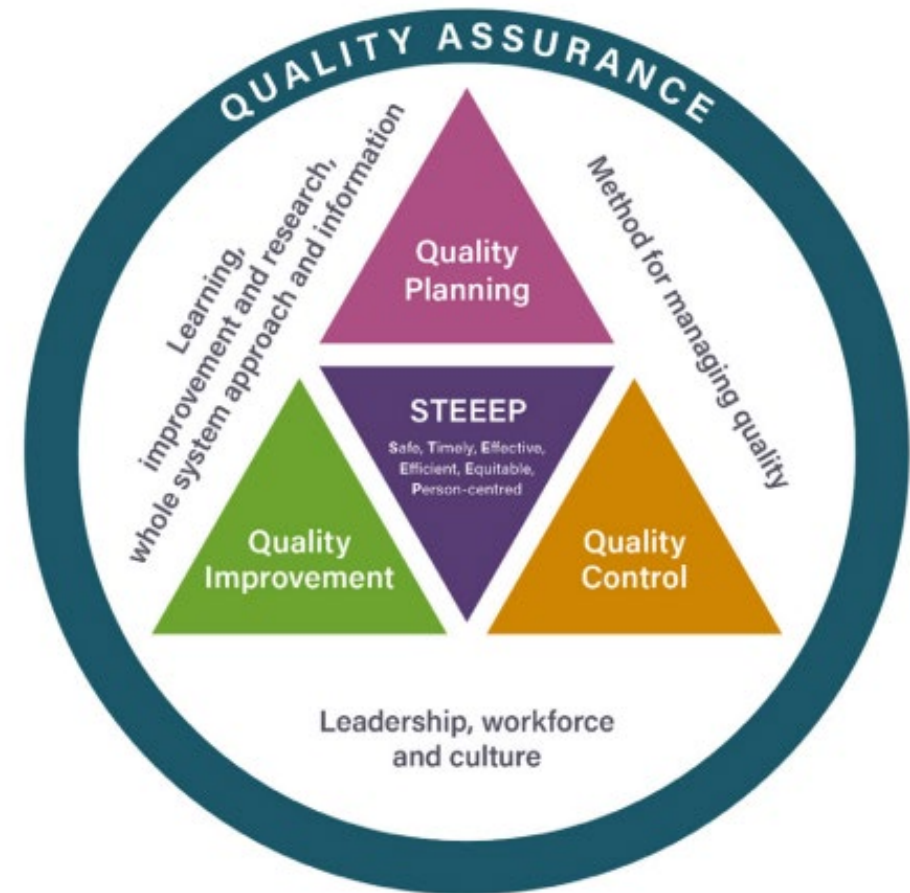 QUALITY ASSURANCE
Learning,
improvement and research,
whole system approach and information
Method for managing quality
Quality
Planning
STEEEP
Safe, Timely, Effective,
Efficient, Equitable,
Person-centred
Quality
Improvement
Quality
Control
Leadership, workforce
and culture